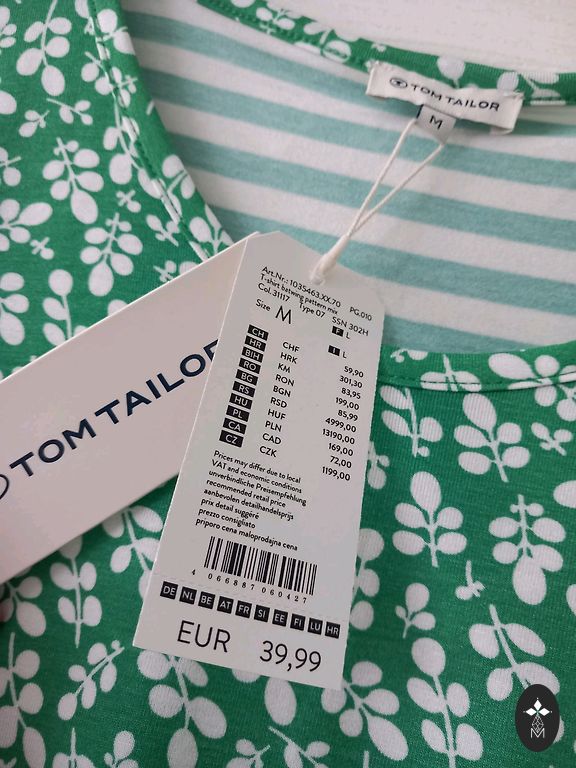 TOM TAILOR
M
TOM TAILOR
Art.Nr.: 1035463.XX.70 PG.010
T-shirt batwing pattern mix
Col.31117 Type 07 SSN 302H
Size M F L
I L
CH CHF 59,90
HR HRK 301,30
BIH KM 83,95
RO RON 199,00
BG BGN 85,99
RS RSD 4999,00
HU HUF 13190,00
PL PLN 169,00
CA CAD 72,00
CZ CZK 1199,00
Prices may differ due to local
VAT and economic conditions
unverbindliche Preisempfehlung
recommended retail price
aanbevolen detailhandelsprijs
prix detail suggéré
prezzo consigliato
priporo cena maloprodajna cena
4 066887 060427
DE NL BE AT FR SI EE FI LU HR
EUR 39,99
M